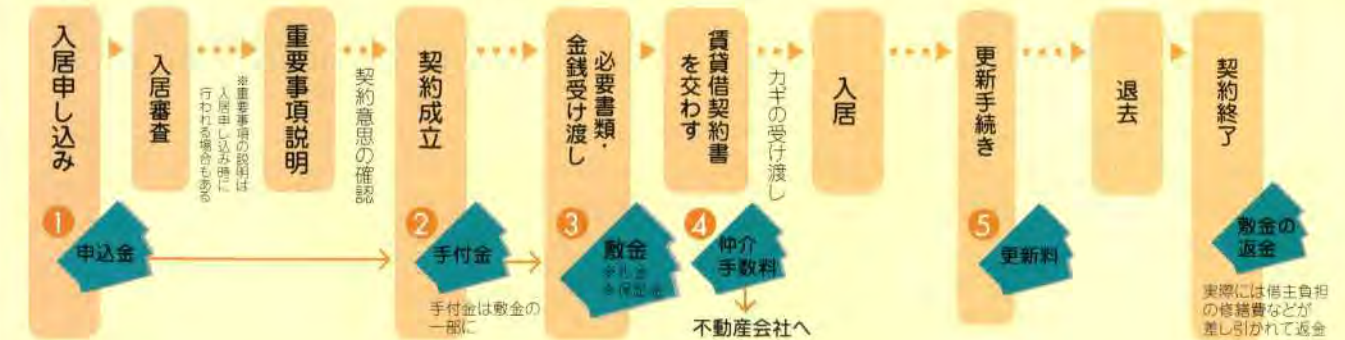 入居申し込み
入居審査
※重要事項の説明は
入居申し込み時に
行われる場合もある
重要事項説明
契約意思の確認
契約成立
必要書類・
金銭受け渡し
賃貸借契約書
を交わす
カギの受け渡し
入居
更新手続き
退去
契約終了
1
申込金
2
手付金
手付金は敷金の
一部に
3
敷金
※礼金
※保証金
4
仲介
手数料
不動産会社へ
5
更新料
敷金の
返金
実際には借主負担
の修繕費などが
差し引かれて返金